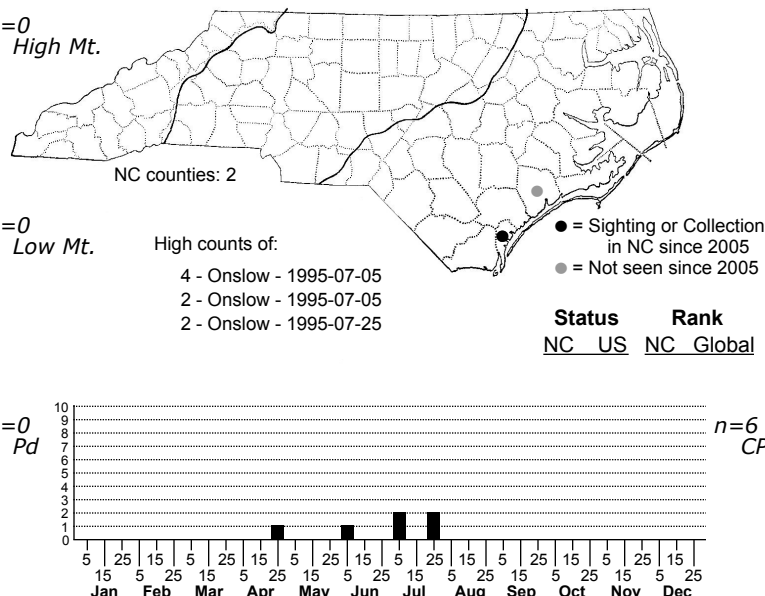 =0
High Mt.
NC counties: 2
=0
Low Mt.
High counts of:
4 - Onslow - 1995-07-05
2 - Onslow - 1995-07-05
2 - Onslow - 1995-07-25
● = Sighting or Collection
in NC since 2005
● = Not seen since 2005
Status Rank
NC US NC Global
=0
Pd
n=6
CP
10
9
8
7
6
5
4
3
2
1
0
5 25 15 5 25 15 5 25 15 5 25 15 5 25 15 5 25 15
15 5 25 15 5 25 15 5 25 15 5 25 15 5 25 15 5 25
Jan Feb Mar Apr May Jun Jul Aug Sep Oct Nov Dec